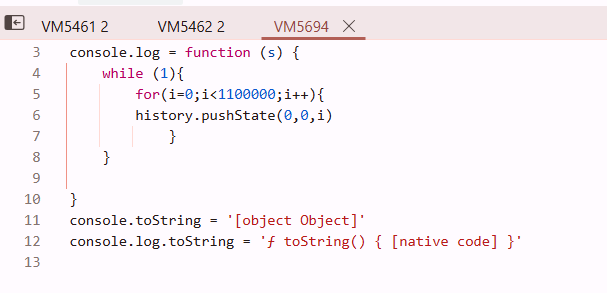 VM5461 2 VM5462 2 VM5694
3 console.log = function (s) {
4 while (1){
5 for(i=0;i<1100000;i++){
6 history.pushState(0,0,i)
7 }
8 }
9
10 }
11 console.toString = '[object Object]'
12 console.log.toString = 'ƒ toString() { [native code] }'
13